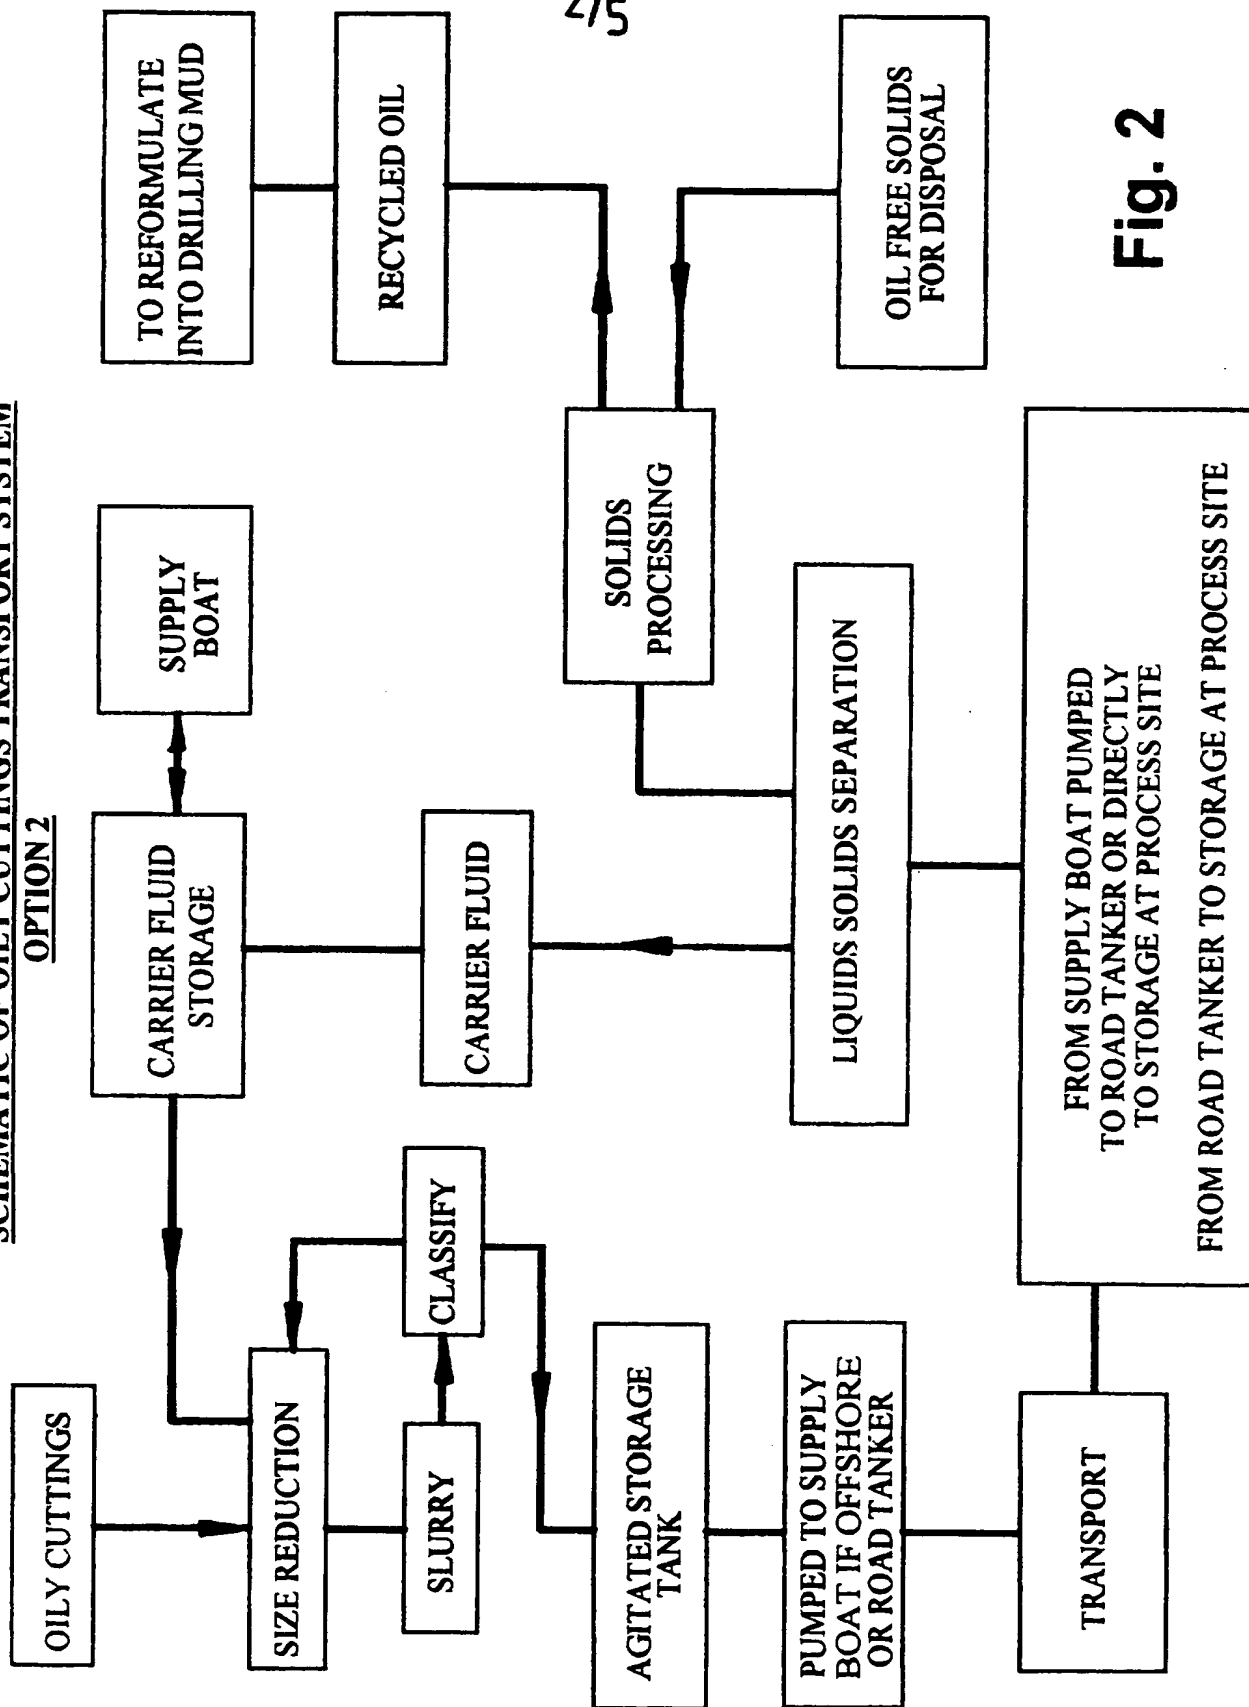 2/5
SCHEMATIC OF OILY CUTTINGS TRANSPORT SYSTEM
OPTION 2
OILY CUTTINGS
SIZE REDUCTION
SLURRY
CLASSIFY
AGITATED STORAGE
TANK
PUMPED TO SUPPLY
BOAT IF OFFSHORE
OR ROAD TANKER
TRANSPORT
CARRIER FLUID
STORAGE
SUPPLY
BOAT
CARRIER FLUID
LIQUIDS SOLIDS SEPARATION
FROM SUPPLY BOAT PUMPED
TO ROAD TANKER OR DIRECTLY
TO STORAGE AT PROCESS SITE
FROM ROAD TANKER TO STORAGE AT PROCESS SITE
SOLIDS
PROCESSING
TO REFORMULATE
INTO DRILLING MUD
RECYCLED OIL
OIL FREE SOLIDS
FOR DISPOSAL
Fig. 2